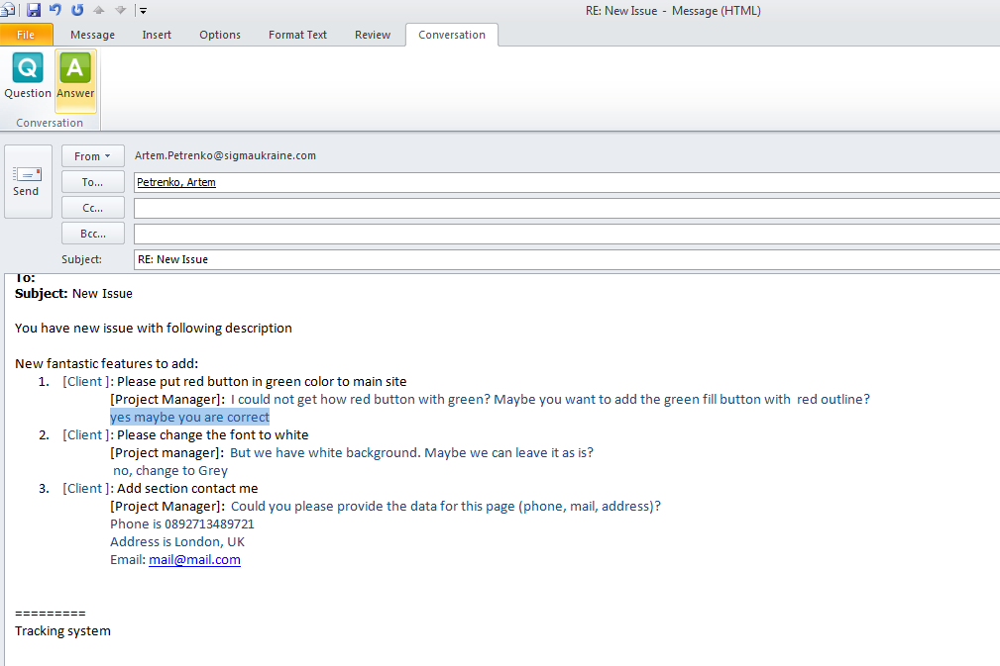 RE: New Issue - Message (HTML)
File Message Insert Options Format Text Review Conversation
Q A
Question Answer
Conversation
Send
From Artem.Petrenko@sigmaukraine.com
To... Petrenko, Artem
Cc...
Bcc...
Subject: RE: New Issue
To:
Subject: New Issue
You have new issue with following description
New fantastic features to add:
1. [Client ]: Please put red button in green color to main site
[Project Manager]: I could not get how red button with green? Maybe you want to add the green fill button with red outline?
yes maybe you are correct
2. [Client ]: Please change the font to white
[Project manager]: But we have white background. Maybe we can leave it as is?
no, change to Grey
3. [Client ]: Add section contact me
[Project Manager]: Could you please provide the data for this page (phone, mail, address)?
Phone is 0892713489721
Address is London, UK
Email: mail@mail.com
=========
Tracking system